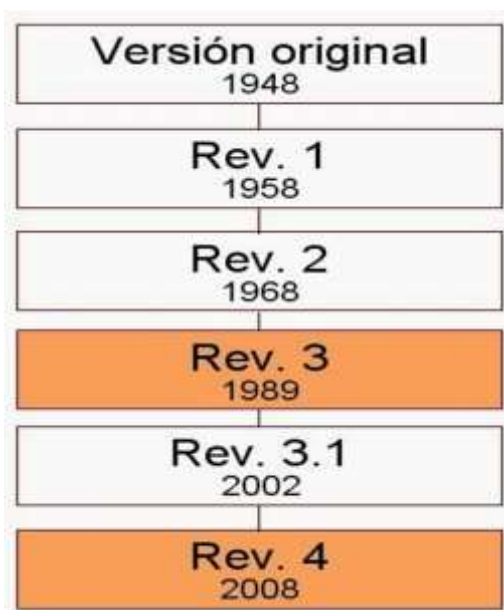 Versión original
1948
Rev. 1
1958
Rev. 2
1968
Rev. 3
1989
Rev. 3.1
2002
Rev. 4
2008